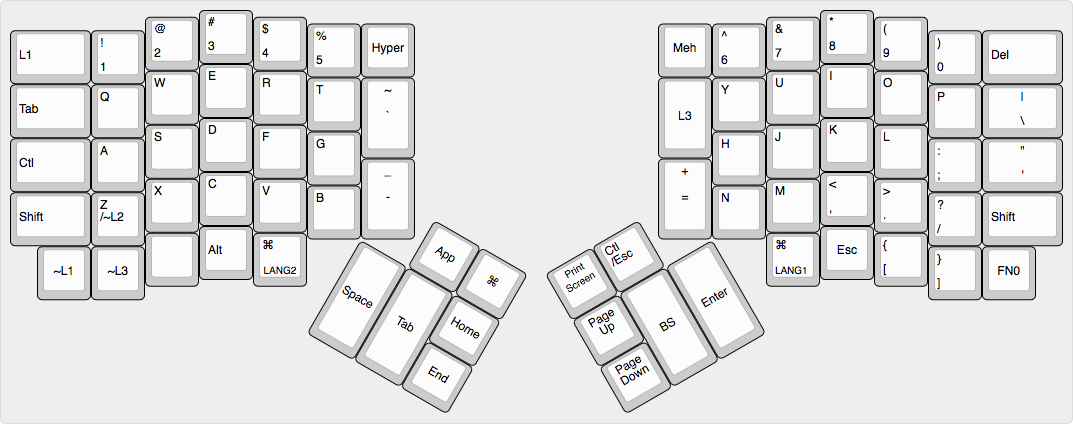 L1
!
1
@
2
#
3
$
4
%
5
Hyper
Tab
Q
W
E
R
T
~
`
Ctl
A
S
D
F
G
Shift
Z
/~L2
X
C
V
B
_
-
~L1
~L3
Alt
⌘
LANG2
App
⌘
Space
Tab
Home
End
Meh
^
6
&
7
*
8
(
9
)
0
Del
L3
Y
U
I
O
P
|
\
H
J
K
L
:
;
"
'
+
=
N
M
<
,
>
.
?
/
Shift
⌘
LANG1
Esc
{
[
}
]
FN0
Print
Screen
Ctl
/Esc
Page
Up
BS
Enter
Page
Down